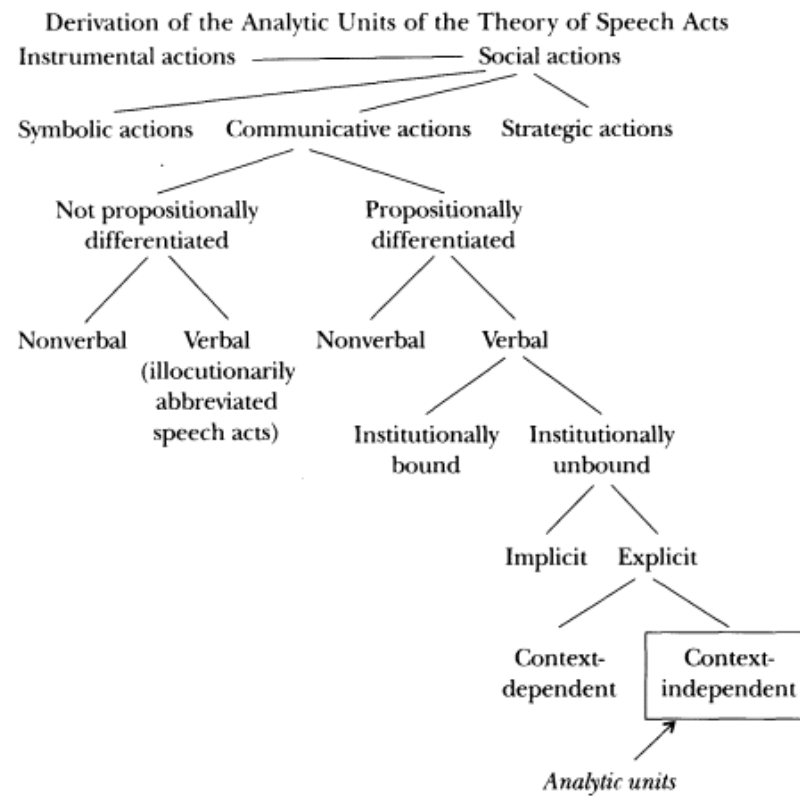 Derivation of the Analytic Units of the Theory of Speech Acts
Instrumental actions Social actions
Symbolic actions Communicative actions Strategic actions
Not propositionally
differentiated
Propositionally
differentiated
Nonverbal
Verbal
(illocutionarily
abbreviated
speech acts)
Nonverbal
Verbal
Institutionally
bound
Institutionally
unbound
Implicit
Explicit
Context-
dependent
Context-
independent
Analytic units